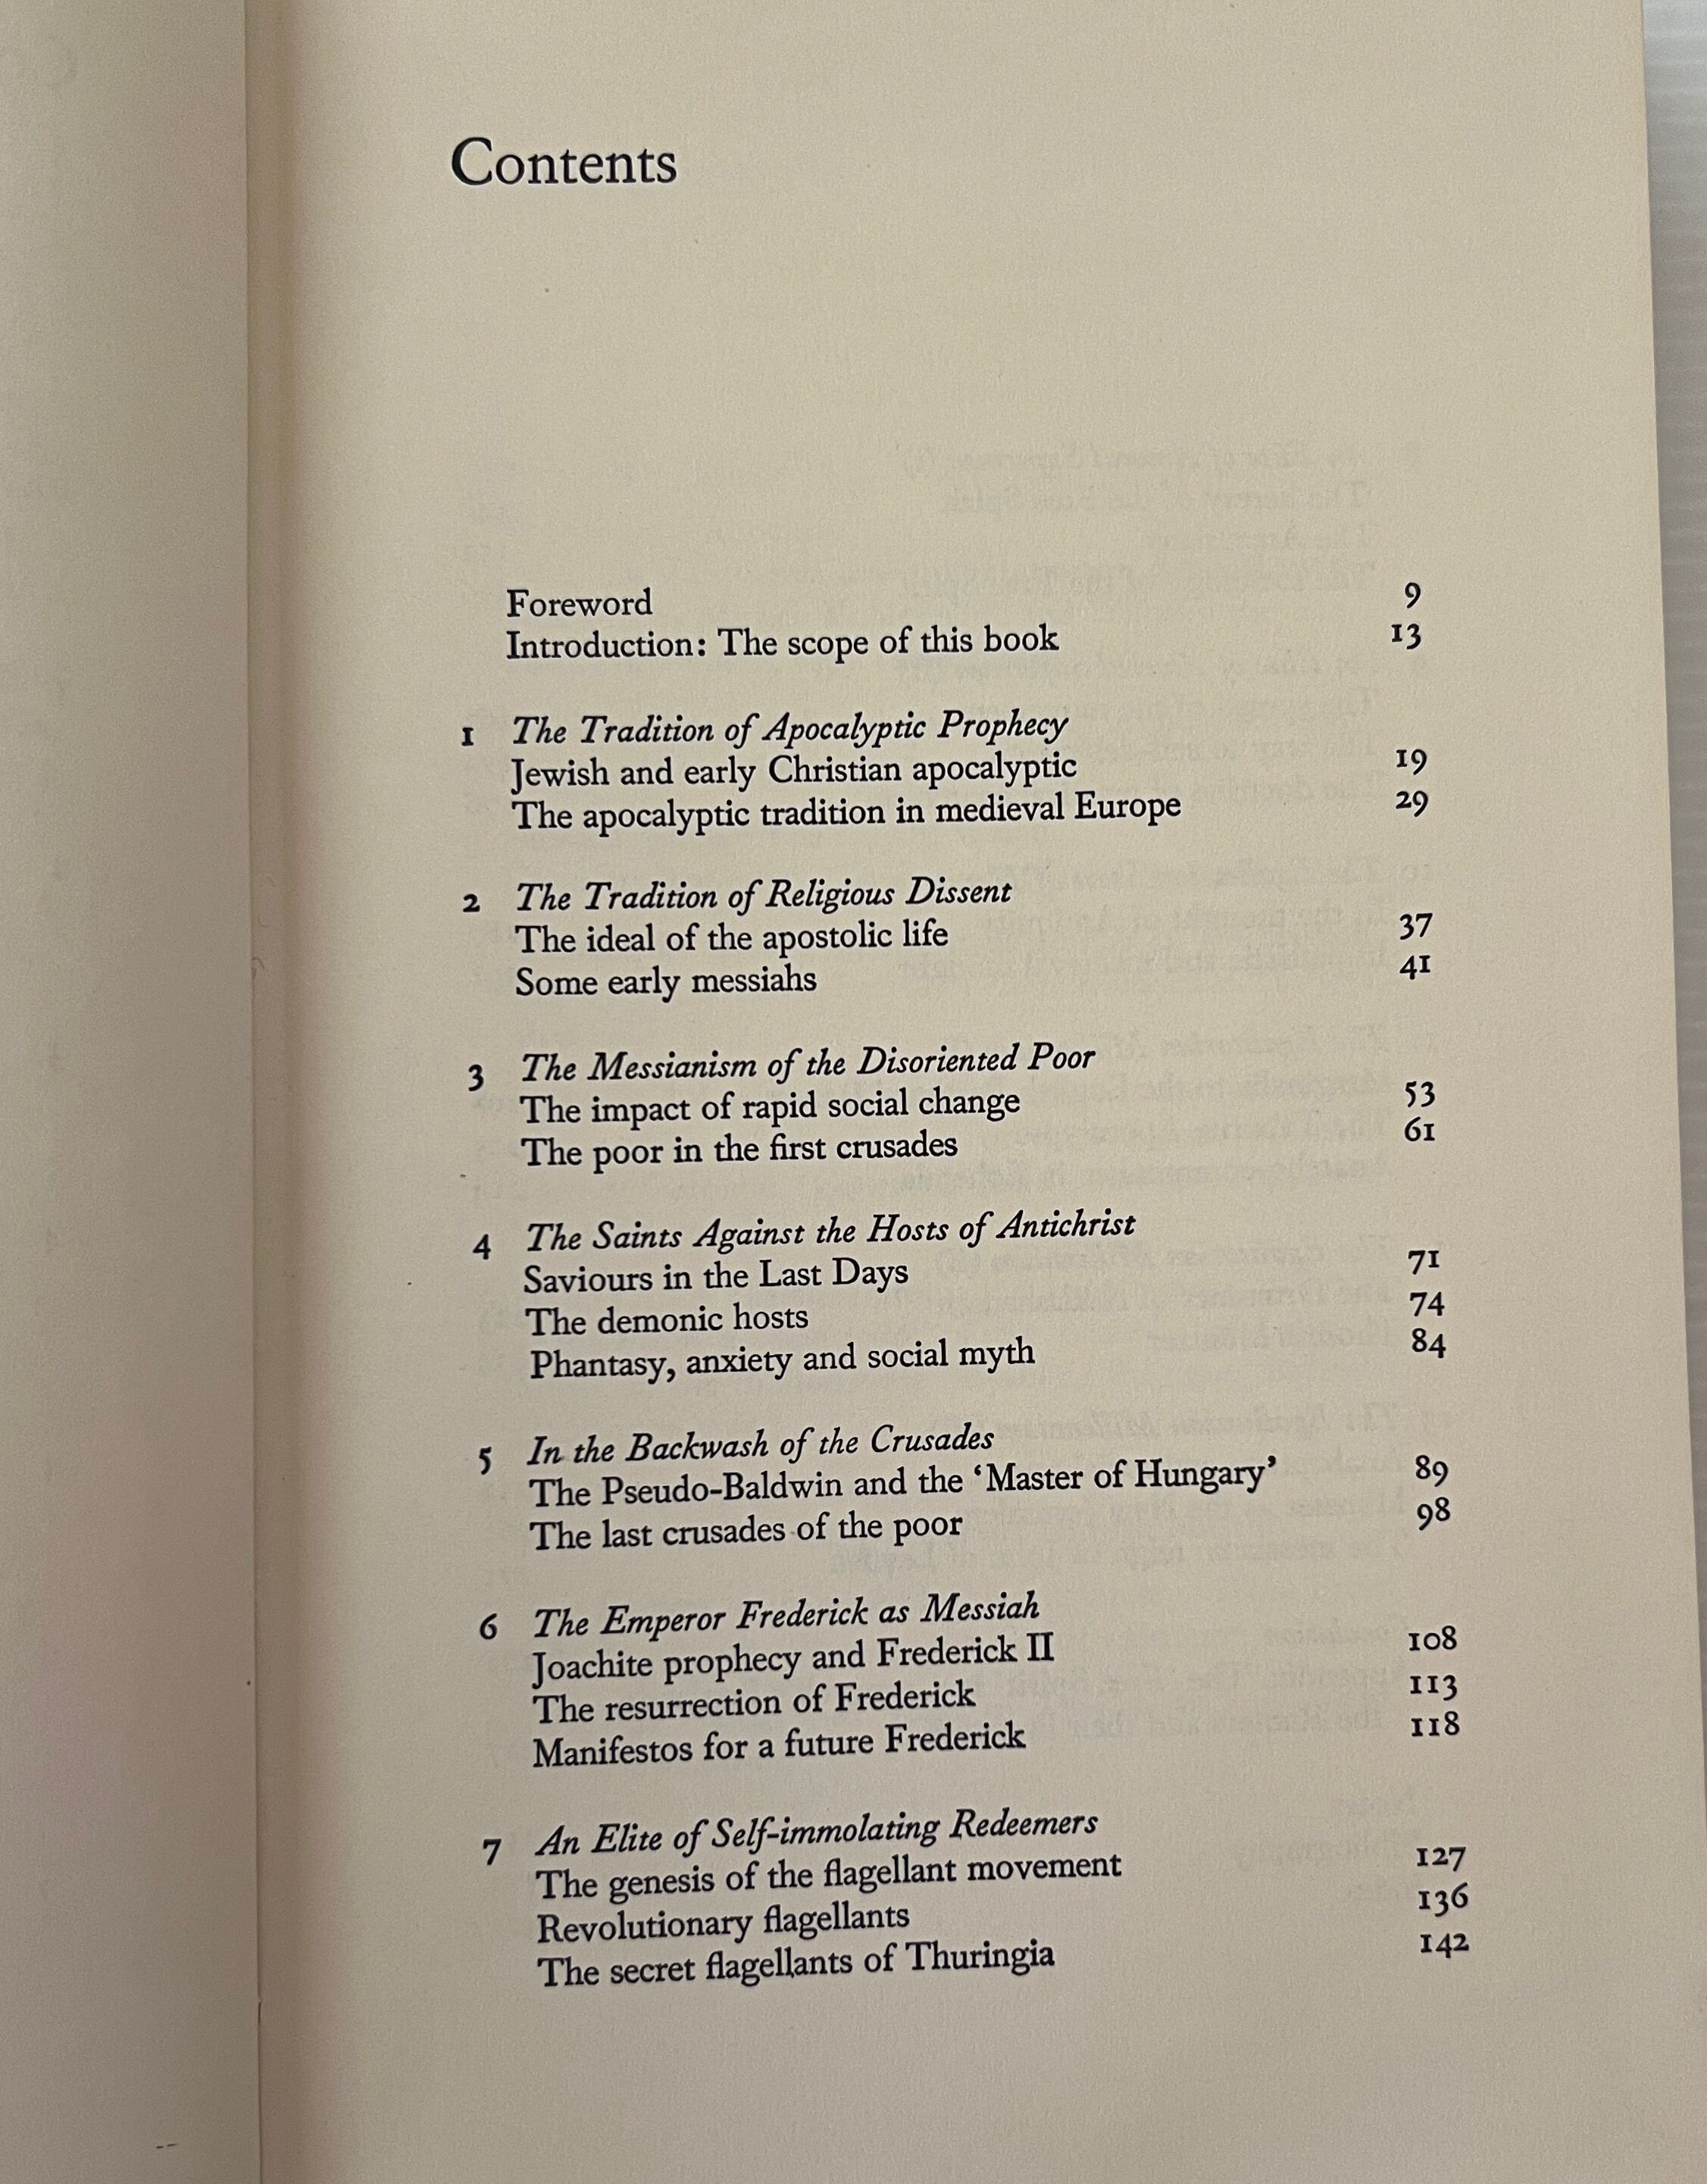 Contents
Foreword 9
Introduction: The scope of this book 13
1 The Tradition of Apocalyptic Prophecy
Jewish and early Christian apocalyptic 19
The apocalyptic tradition in medieval Europe 29
2 The Tradition of Religious Dissent
The ideal of the apostolic life 37
Some early messiahs 41
3 The Messianism of the Disoriented Poor
The impact of rapid social change 53
The poor in the first crusades 61
4 The Saints Against the Hosts of Antichrist
Saviours in the Last Days 71
The demonic hosts 74
Phantasy, anxiety and social myth 84
5 In the Backwash of the Crusades
The Pseudo-Baldwin and the ‘Master of Hungary’ 89
The last crusades of the poor 98
6 The Emperor Frederick as Messiah
Joachite prophecy and Frederick II 108
The resurrection of Frederick 113
Manifestos for a future Frederick 118
7 An Elite of Self-immolating Redeemers
The genesis of the flagellant movement 127
Revolutionary flagellants 136
The secret flagellants of Thuringia 142